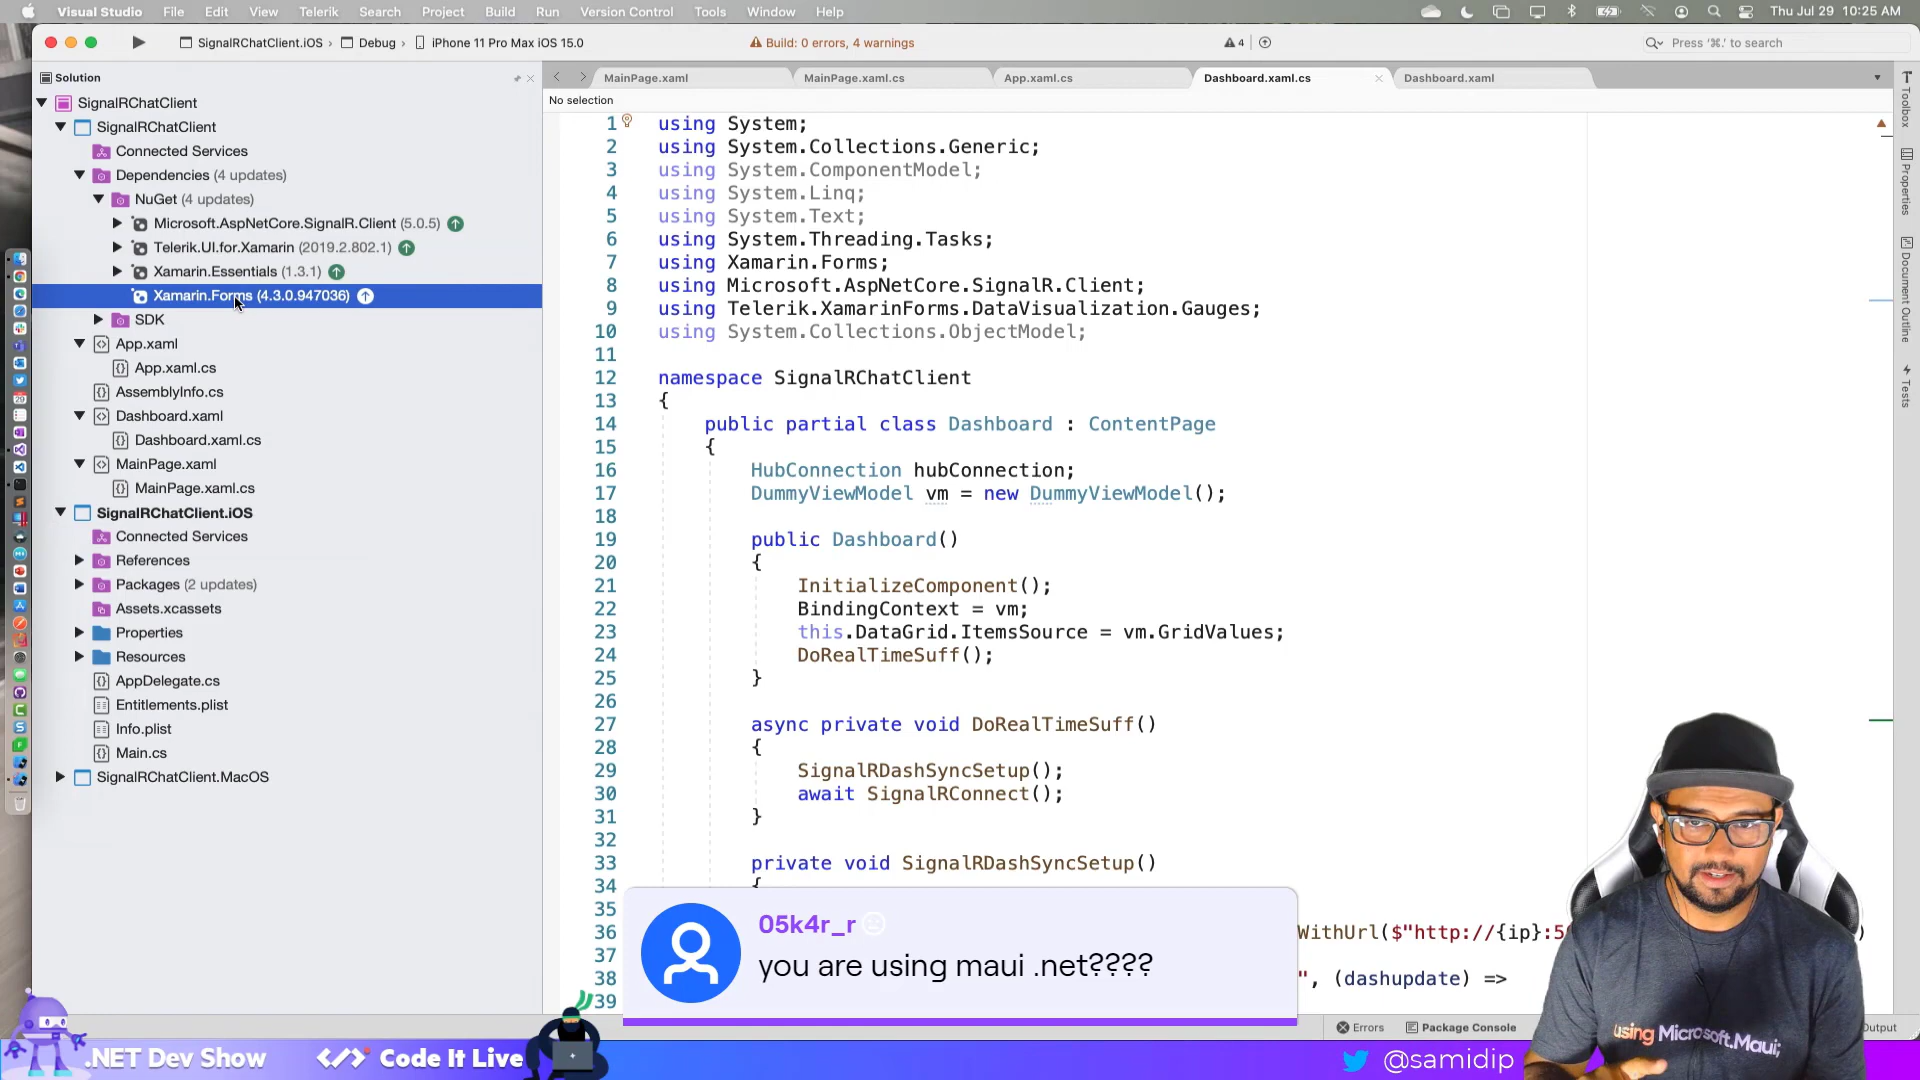 Visual Studio File Edit View Telerik Search Project Build Run Version Control Tools Window Help Thu Jul 29 10:25 AM
SignalRChatClient.iOS › Debug › iPhone 11 Pro Max iOS 15.0 Build: 0 errors, 4 warnings 4 Press '⌘.' to search
Solution
MainPage.xaml MainPage.xaml.cs App.xaml.cs Dashboard.xaml.cs Dashboard.xaml
No selection
SignalRChatClient
SignalRChatClient
Connected Services
Dependencies (4 updates)
NuGet (4 updates)
Microsoft.AspNetCore.SignalR.Client (5.0.5)
Telerik.UI.for.Xamarin (2019.2.802.1)
Xamarin.Essentials (1.3.1)
Xamarin.Forms (4.3.0.947036)
SDK
App.xaml
App.xaml.cs
AssemblyInfo.cs
Dashboard.xaml
Dashboard.xaml.cs
MainPage.xaml
MainPage.xaml.cs
SignalRChatClient.iOS
Connected Services
References
Packages (2 updates)
Assets.xcassets
Properties
Resources
AppDelegate.cs
Entitlements.plist
Info.plist
Main.cs
SignalRChatClient.MacOS
1 using System;
2 using System.Collections.Generic;
3 using System.ComponentModel;
4 using System.Linq;
5 using System.Text;
6 using System.Threading.Tasks;
7 using Xamarin.Forms;
8 using Microsoft.AspNetCore.SignalR.Client;
9 using Telerik.XamarinForms.DataVisualization.Gauges;
10 using System.Collections.ObjectModel;
11
12 namespace SignalRChatClient
13 {
14 public partial class Dashboard : ContentPage
15 {
16 HubConnection hubConnection;
17 DummyViewModel vm = new DummyViewModel();
18
19 public Dashboard()
20 {
21 InitializeComponent();
22 BindingContext = vm;
23 this.DataGrid.ItemsSource = vm.GridValues;
24 DoRealTimeSuff();
25 }
26
27 async private void DoRealTimeSuff()
28 {
29 SignalRDashSyncSetup();
30 await SignalRConnect();
31 }
32
33 private void SignalRDashSyncSetup()
34 {
35
36 WithUrl($"http://{ip}:5 )
37
38 ", (dashupdate) =>
39
05k4r_r
you are using maui .net????
Toolbox
Properties
Document Outline
Tests
Errors Package Console Output
using Microsoft.Maui;
.NET Dev Show </> Code It Live @samidip